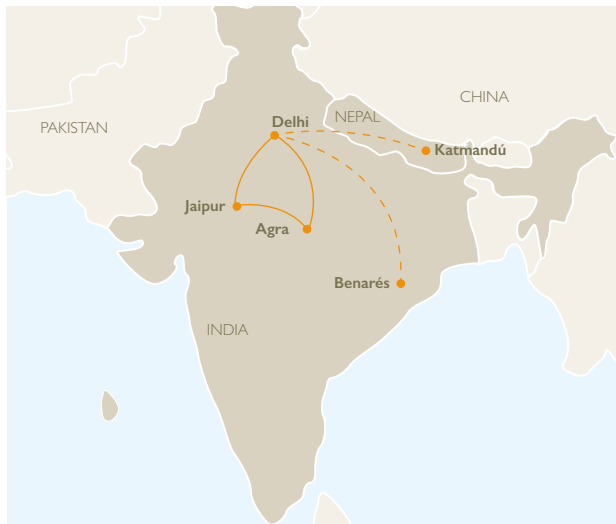 CHINA
NEPAL
Delhi
PAKISTAN
Katmandú
Jaipur
Agra
Benarés
INDIA